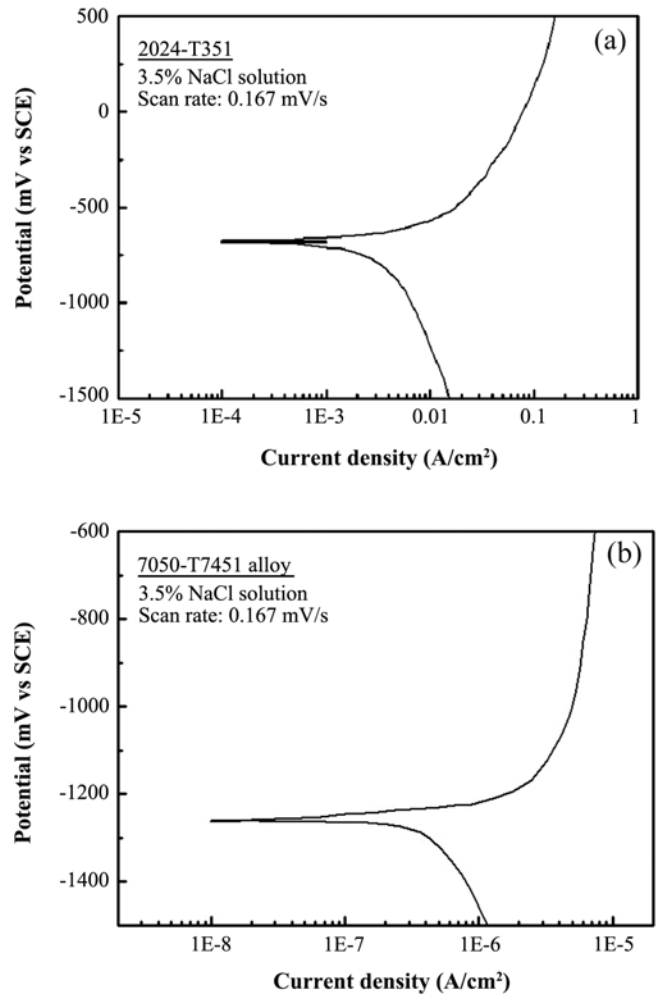 (a)
2024-T351
3.5% NaCl solution
Scan rate: 0.167 mV/s
500
0
-500
-1000
-1500
Potential (mV vs SCE)
1E-5 1E-4 1E-3 0.01 0.1 1
Current density (A/cm²)
(b)
7050-T7451 alloy
3.5% NaCl solution
Scan rate: 0.167 mV/s
-600
-800
-1000
-1200
-1400
Potential (mV vs SCE)
1E-8 1E-7 1E-6 1E-5
Current density (A/cm²)